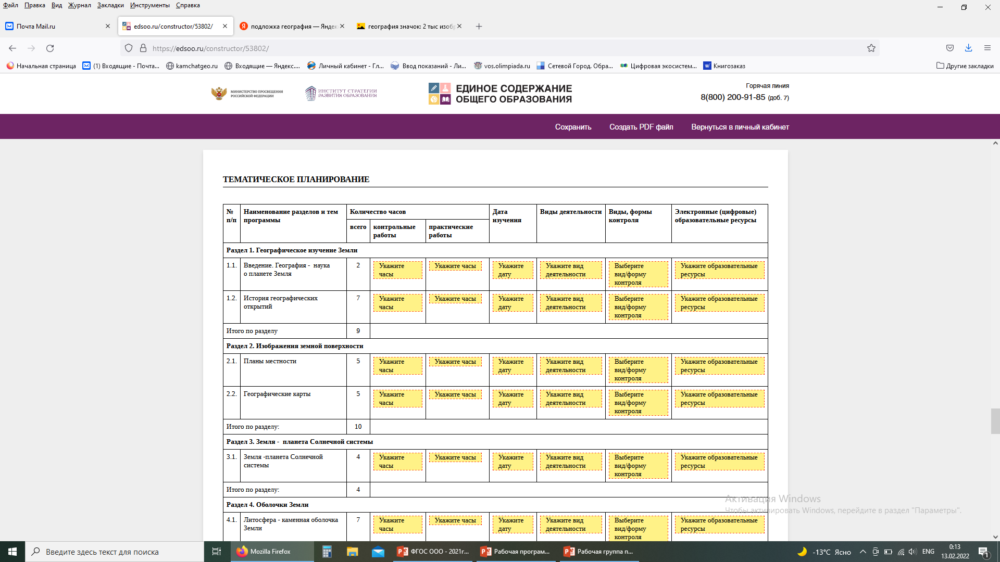 Файл Правка Вид Журнал Закладки Инструменты Справка
Почта Mail.ru
edsoo.ru/constructor/53802/
подложка география — Яндек
география значок: 2 тыс изобр
https://edsoo.ru/constructor/53802/
Начальная страница
(1) Входящие - Почта...
kamchatgeo.ru
Входящие — Яндекс....
Личный кабинет - Гл...
Ввод показаний - Ли...
vos.olimpiada.ru
Сетевой Город. Обра...
Цифровая экосистем...
Книгозаказ
Другие закладки
МИНИСТЕРСТВО ПРОСВЕЩЕНИЯ
РОССИЙСКОЙ ФЕДЕРАЦИИ
ИНСТИТУТ СТРАТЕГИИ
РАЗВИТИЯ ОБРАЗОВАНИЯ
ЕДИНОЕ СОДЕРЖАНИЕ
ОБЩЕГО ОБРАЗОВАНИЯ
Горячая линия
8(800) 200-91-85 (доб. 7)
Сохранить Создать PDF файл Вернуться в личный кабинет
ТЕМАТИЧЕСКОЕ ПЛАНИРОВАНИЕ
№
п/п
Наименование разделов и тем
программы
Количество часов
всего
контрольные
работы
практические
работы
Дата
изучения
Виды деятельности
Виды, формы
контроля
Электронные (цифровые)
образовательные ресурсы
Раздел 1. Географическое изучение Земли
1.1.
Введение. География - наука
о планете Земля
2
Укажите
часы
Укажите часы
Укажите
дату
Укажите вид
деятельности
Выберите
вид/форму
контроля
Укажите образовательные
ресурсы
1.2.
История географических
открытий
7
Укажите
часы
Укажите часы
Укажите
дату
Укажите вид
деятельности
Выберите
вид/форму
контроля
Укажите образовательные
ресурсы
Итого по разделу 9
Раздел 2. Изображения земной поверхности
2.1.
Планы местности
5
Укажите
часы
Укажите часы
Укажите
дату
Укажите вид
деятельности
Выберите
вид/форму
контроля
Укажите образовательные
ресурсы
2.2.
Географические карты
5
Укажите
часы
Укажите часы
Укажите
дату
Укажите вид
деятельности
Выберите
вид/форму
контроля
Укажите образовательные
ресурсы
Итого по разделу: 10
Раздел 3. Земля - планета Солнечной системы
3.1.
Земля -планета Солнечной
системы
4
Укажите
часы
Укажите часы
Укажите
дату
Укажите вид
деятельности
Выберите
вид/форму
контроля
Укажите образовательные
ресурсы
Итого по разделу: 4
Раздел 4. Оболочки Земли
4.1.
Литосфера - каменная оболочка
Земли
7
Укажите
часы
Укажите часы
Укажите
дату
Укажите вид
деятельности
Выберите
вид/форму
контроля
Укажите образовательные
ресурсы
Активация Windows
Чтобы активировать Windows, перейдите в раздел "Параметры".
Введите здесь текст для поиска
Mozilla Firefox
ФГОС ООО - 2021г...
Рабочая програм...
Рабочая группа п...
-13°C Ясно
ENG
0:13
13.02.2022
1